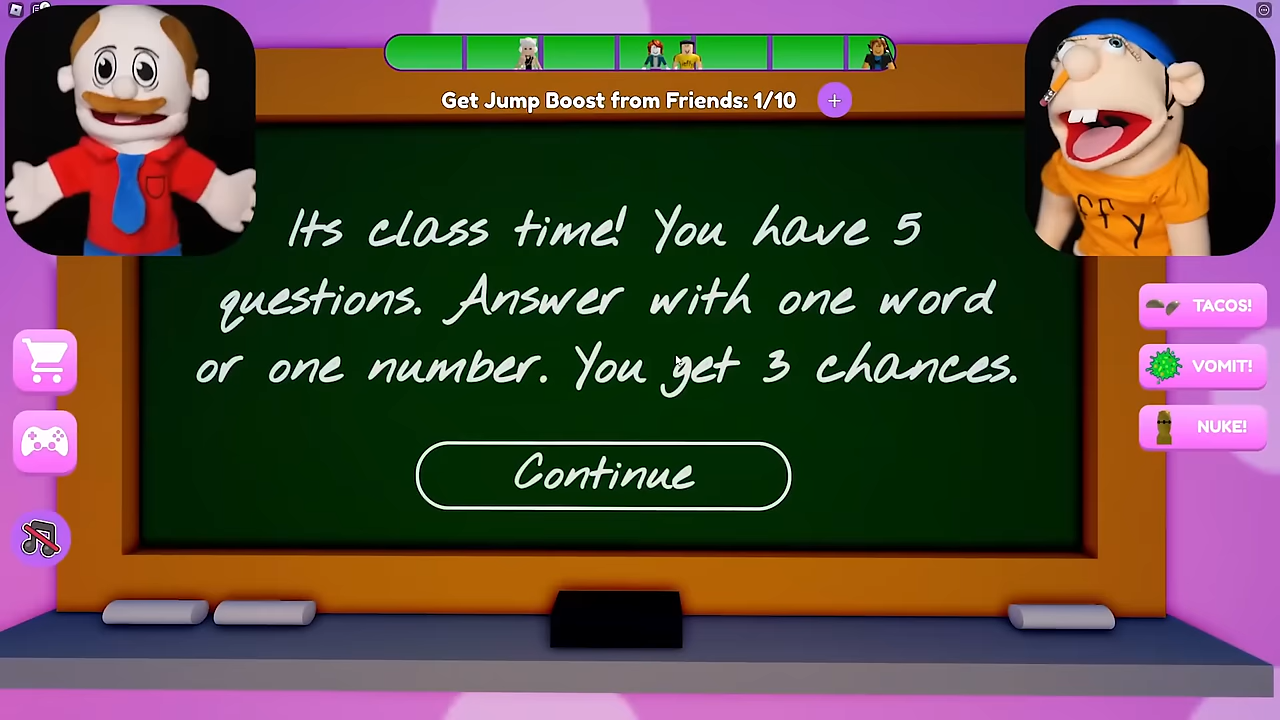 Get Jump Boost from Friends: 1/10 +
Its class time! You have 5
questions. Answer with one word
or one number. You get 3 chances.
Continue
TACOS!
VOMIT!
NUKE!
ffy